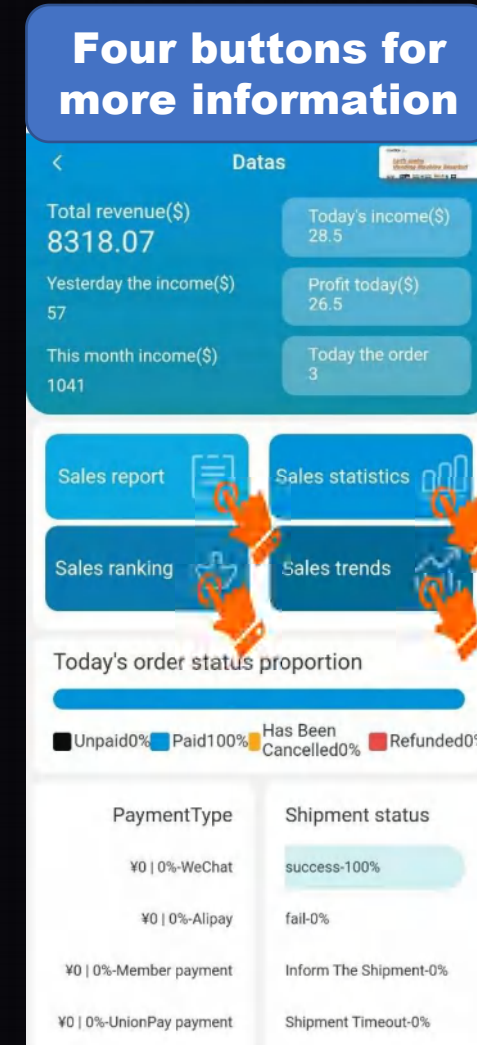 Four buttons for
more information
Datas
Total revenue($)
8318.07
Today's income($)
28.5
Yesterday the income($)
57
Profit today($)
26.5
This month income($)
1041
Today the order
3
Sales report
Sales statistics
Sales ranking
Sales trends
Today's order status proportion
Unpaid0%
Paid100%
Has Been
Cancelled0%
Refunded0%
PaymentType
Shipment status
¥0 | 0%-WeChat
success-100%
¥0 | 0%-Alipay
fail-0%
¥0 | 0%-Member payment
Inform The Shipment-0%
¥0 | 0%-UnionPay payment
Shipment Timeout-0%